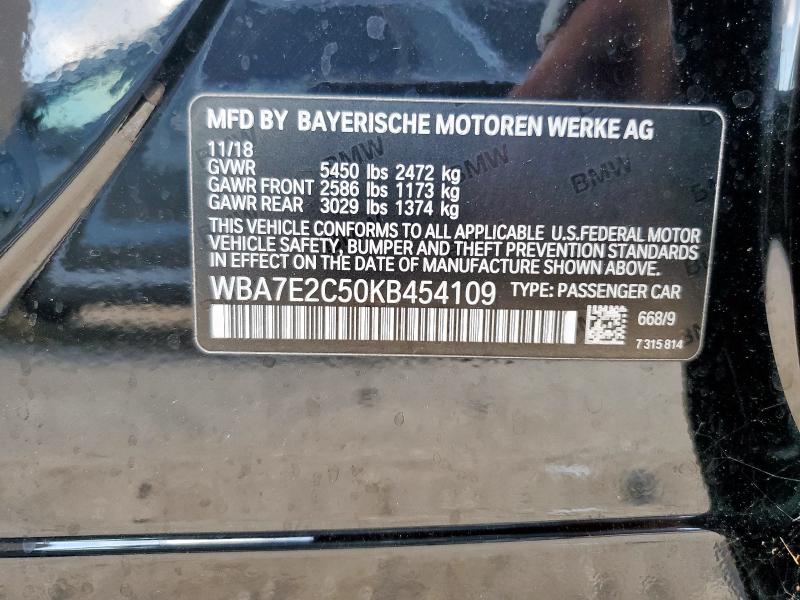 MFD BY BAYERISCHE MOTOREN WERKE AG
11/18
GVWR 5450 lbs 2472 kg
GAWR FRONT 2586 lbs 1173 kg
GAWR REAR 3029 lbs 1374 kg
THIS VEHICLE CONFORMS TO ALL APPLICABLE U.S.FEDERAL MOTOR
VEHICLE SAFETY, BUMPER AND THEFT PREVENTION STANDARDS
IN EFFECT ON THE DATE OF MANUFACTURE SHOWN ABOVE.
WBA7E2C50KB454109 TYPE: PASSENGER CAR
668/9
7 315 814
BMW
BMW